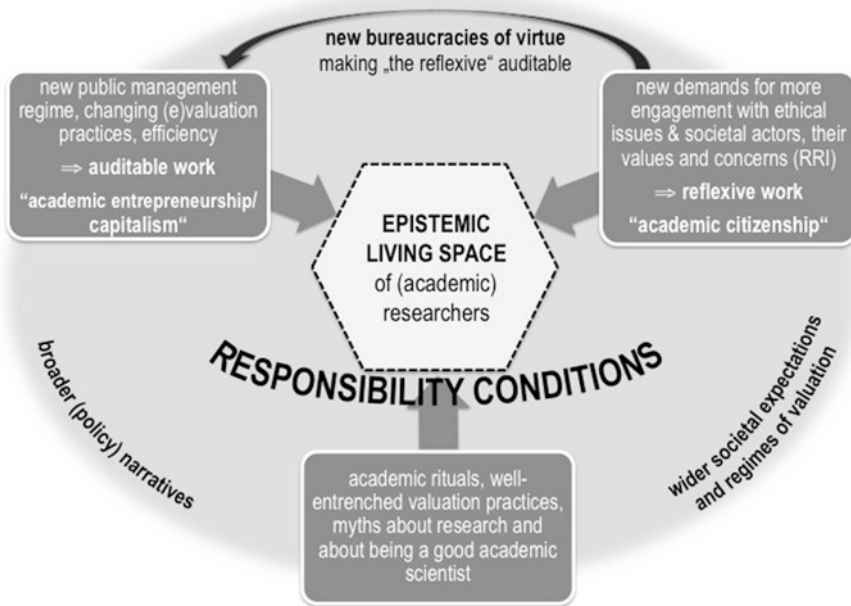 new bureaucracies of virtue
making „the reflexive“ auditable
new public management
regime, changing (e)valuation
practices, efficiency
⇒ auditable work
“academic entrepreneurship/
capitalism“
new demands for more
engagement with ethical
issues & societal actors, their
values and concerns (RRI)
⇒ reflexive work
“academic citizenship“
EPISTEMIC
LIVING SPACE
of (academic)
researchers
RESPONSIBILITY CONDITIONS
broader (policy) narratives
wider societal expectations
and regimes of valuation
academic rituals, well-
entrenched valuation practices,
myths about research and
about being a good academic
scientist